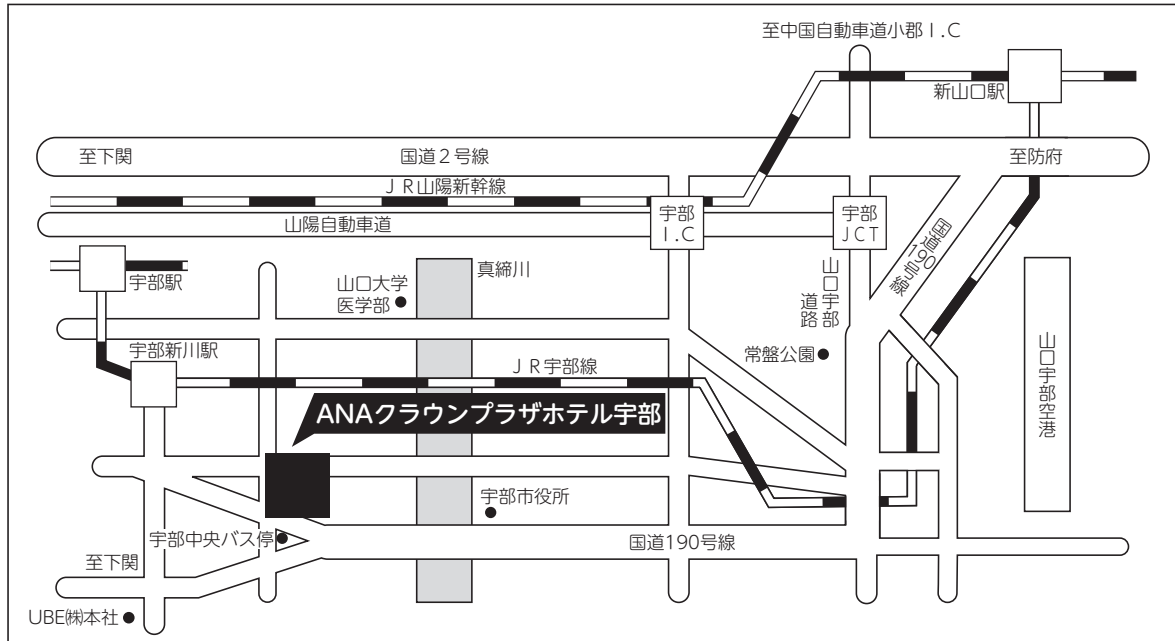 至中国自動車道小郡Ｉ.Ｃ
新山口駅
至下関
国道２号線
至防府
ＪＲ山陽新幹線
宇部
Ｉ.Ｃ
宇部
ＪＣＴ
山陽自動車道
国道190号線
宇部駅
山口大学
医学部
真締川
山口宇部
道路
宇部新川駅
ＪＲ宇部線
常盤公園
山口宇部空港
ANAクラウンプラザホテル宇部
宇部市役所
宇部中央バス停
国道190号線
至下関
UBE㈱本社